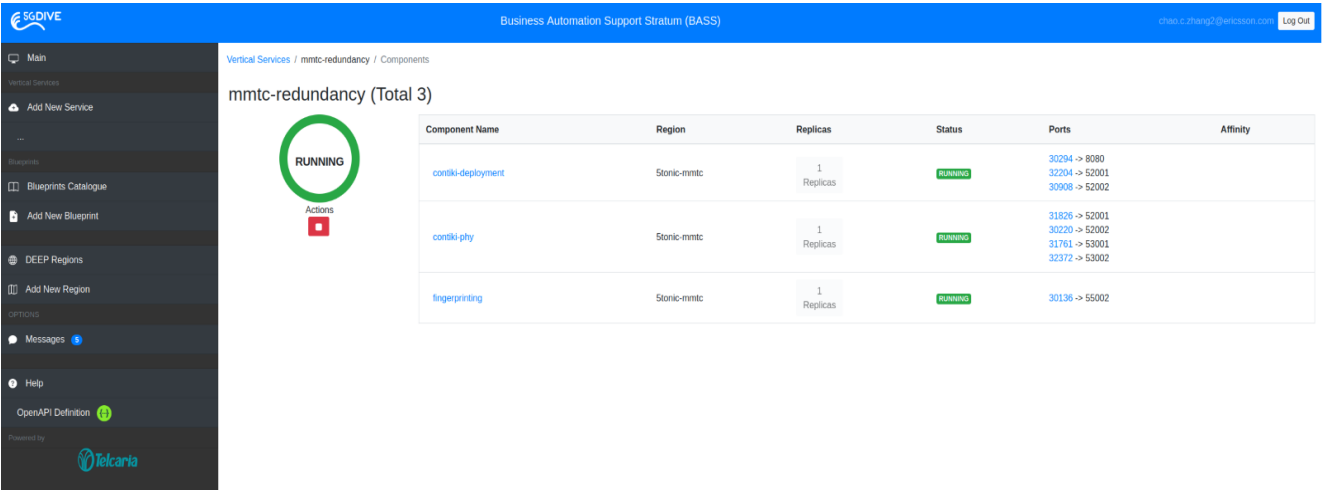 5GDIVE
Business Automation Support Stratum (BASS)
chao.c.zhang2@ericsson.com
Log Out
Main
Vertical Services
Add New Service
...
Blueprints
Blueprints Catalogue
Add New Blueprint
DEEP Regions
Add New Region
OPTIONS
Messages 5
Help
OpenAPI Definition {-}
Powered by
Telcaria
Vertical Services / mmtc-redundancy / Components
mmtc-redundancy (Total 3)
RUNNING
Actions
Component Name Region Replicas Status Ports Affinity
contiki-deployment 5tonic-mmtc 1 Replicas RUNNING
30294 -> 8080
32204 -> 52001
30908 -> 52002
contiki-phy 5tonic-mmtc 1 Replicas RUNNING
31826 -> 52001
30220 -> 52002
31761 -> 53001
32372 -> 53002
fingerprinting 5tonic-mmtc 1 Replicas RUNNING
30136 -> 55002